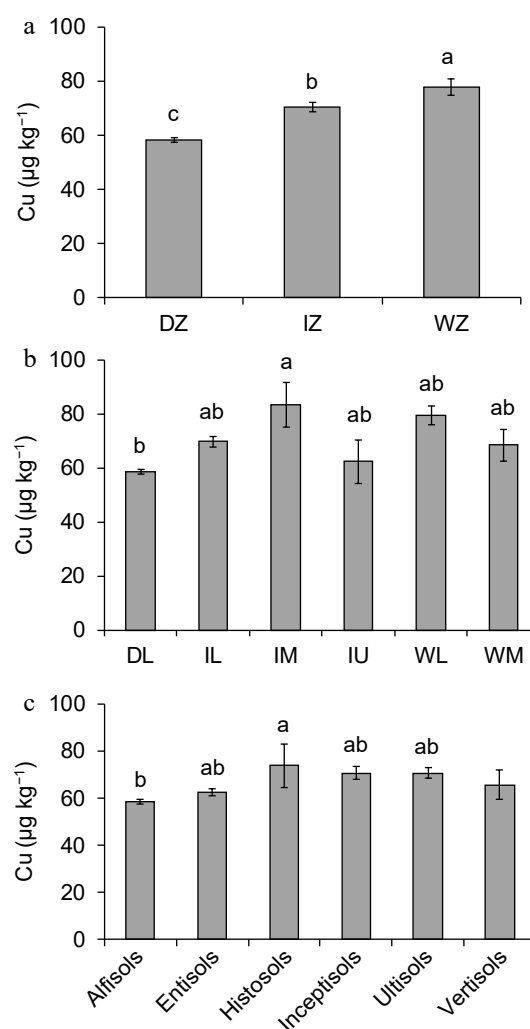 a
100
80
60
40
20
0
Cu (µg kg⁻¹)
c b a
DZ IZ WZ
b
100
80
60
40
20
0
Cu (µg kg⁻¹)
b ab a ab ab ab
DL IL IM IU WL WM
c
100
80
60
40
20
0
Cu (µg kg⁻¹)
b ab a ab ab
Alfisols Entisols Histosols Inceptisols Ultisols Vertisols